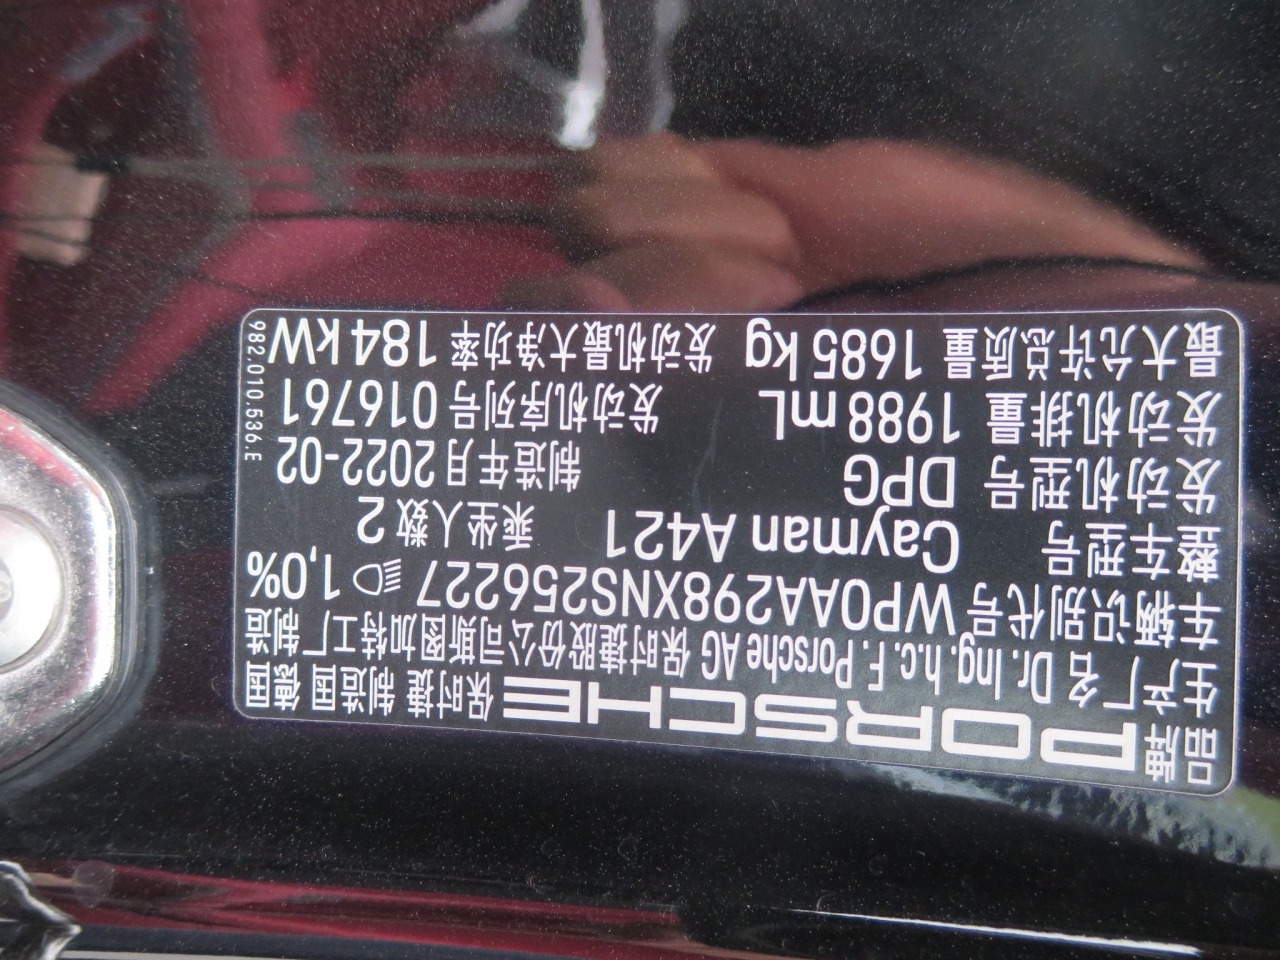 品牌 PORSCHE 保时捷 制造国 德国
生产厂名 Dr. Ing. h.c. F. Porsche AG 保时捷股份公司斯图加特工厂制造
车辆识别代号 WP0AA298XNS256227 1,0%
整车型号 Cayman A421 乘坐人数 2
发动机型号 DPG 制造年月 2022-02
发动机排量 1988 mL 发动机序列号 016761
最大允许总质量 1685 kg 发动机最大净功率 184 kW
982.010.536.E